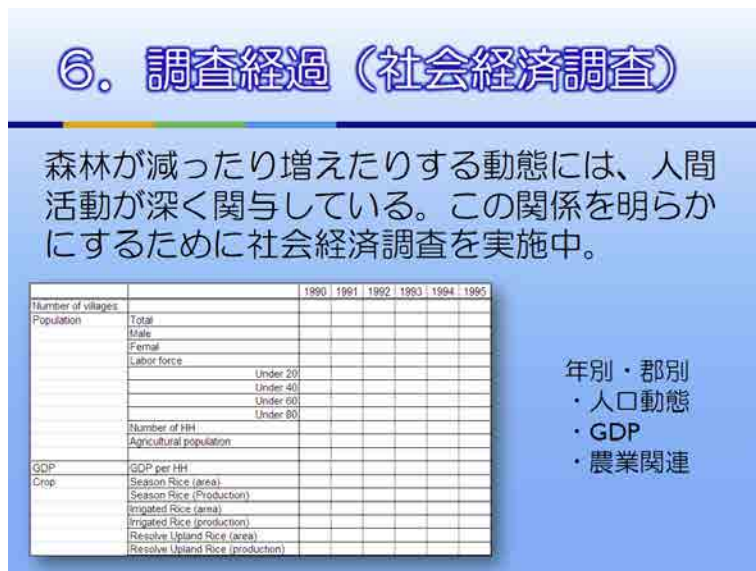 6. 調査経過（社会経済調査）
森林が減ったり増えたりする動態には、人間
活動が深く関与している。この関係を明らか
にするために社会経済調査を実施中。
1990 1991 1992 1993 1994 1995
Number of villages
Population Total
Male
Femal
Labor force
Under 20
Under 40
Under 60
Under 80
Number of HH
Agricultural population
GDP GDP per HH
Crop Season Rice (area)
Season Rice (Production)
Irrigated Rice (area)
Irrigated Rice (production)
Resolve Upland Rice (area)
Resolve Upland Rice (production)
年別・郡別
・人口動態
・GDP
・農業関連